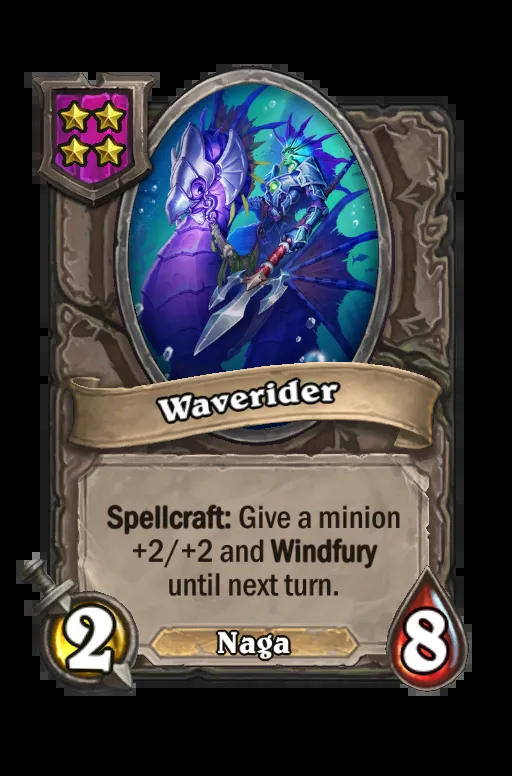 Waverider
Spellcraft: Give a minion
+2/+2 and Windfury
until next turn.
2
Naga
8